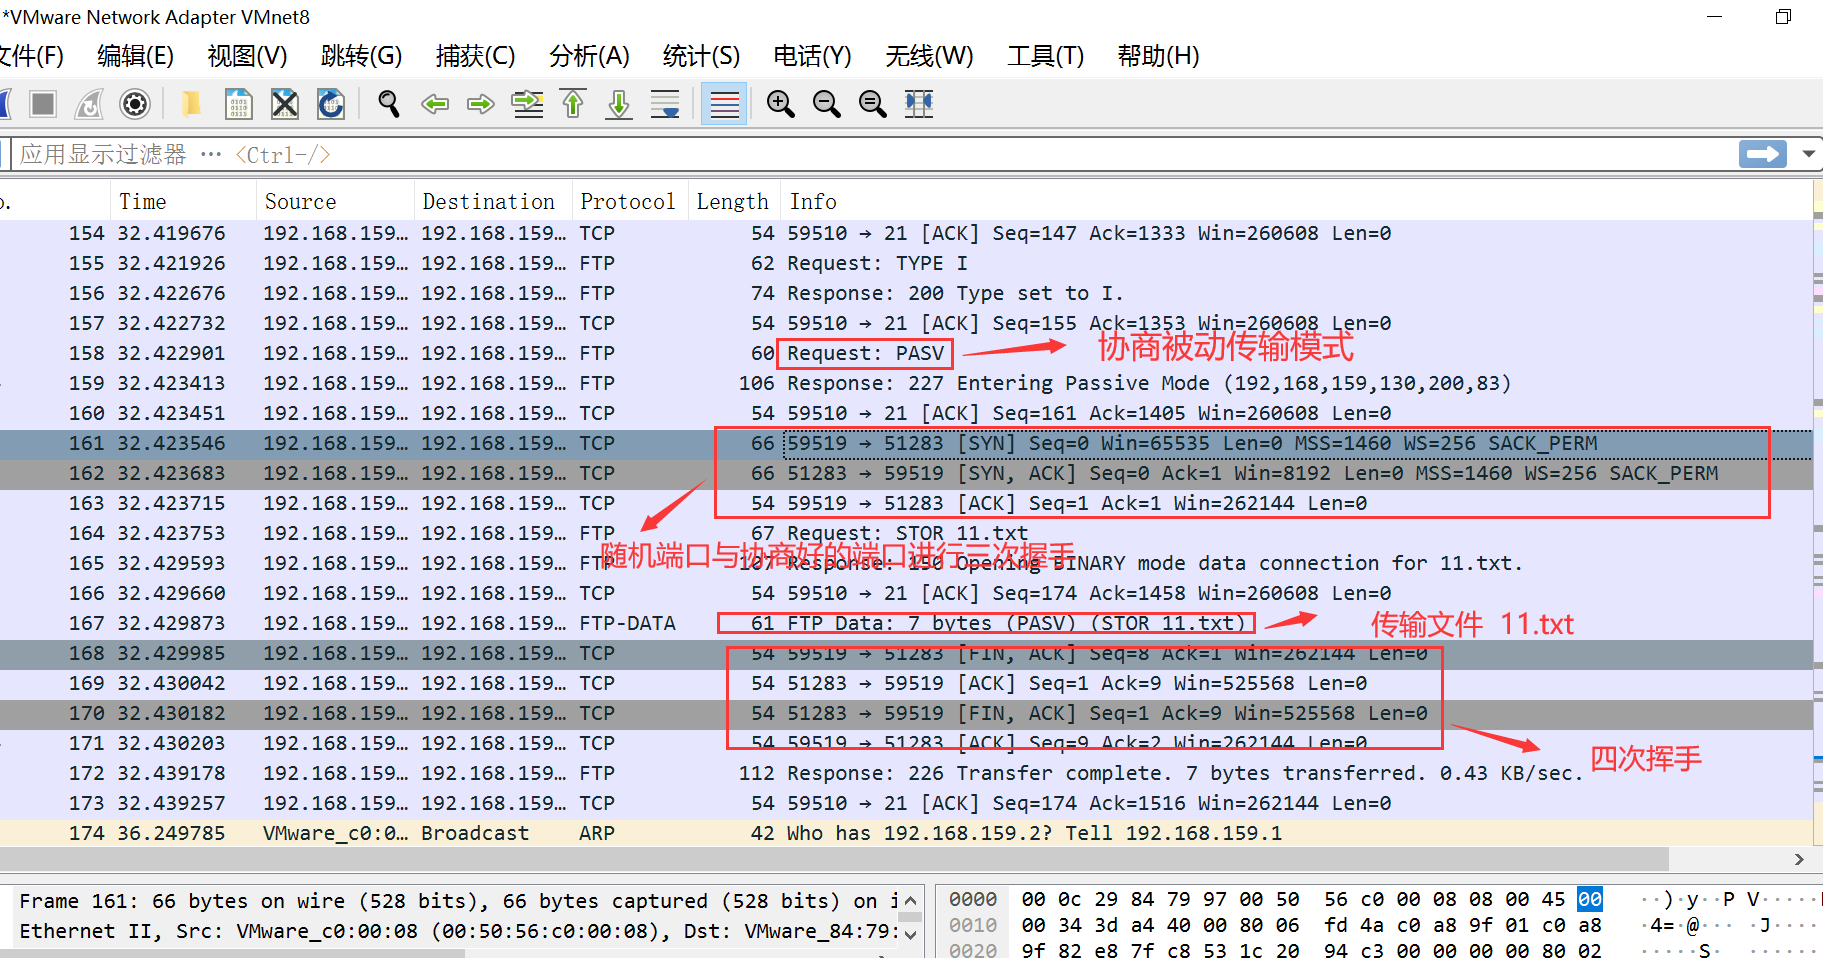 *VMware Network Adapter VMnet8
文件(F) 编辑(E) 视图(V) 跳转(G) 捕获(C) 分析(A) 统计(S) 电话(Y) 无线(W) 工具(T) 帮助(H)
应用显示过滤器 … <Ctrl-/>
o. Time Source Destination Protocol Length Info
154 32.419676 192.168.159… 192.168.159… TCP 54 59510 → 21 [ACK] Seq=147 Ack=1333 Win=260608 Len=0
155 32.421926 192.168.159… 192.168.159… FTP 62 Request: TYPE I
156 32.422676 192.168.159… 192.168.159… FTP 74 Response: 200 Type set to I.
157 32.422732 192.168.159… 192.168.159… TCP 54 59510 → 21 [ACK] Seq=155 Ack=1353 Win=260608 Len=0
158 32.422901 192.168.159… 192.168.159… FTP 60 Request: PASV
协商被动传输模式
159 32.423413 192.168.159… 192.168.159… FTP 106 Response: 227 Entering Passive Mode (192,168,159,130,200,83)
160 32.423451 192.168.159… 192.168.159… TCP 54 59510 → 21 [ACK] Seq=161 Ack=1405 Win=260608 Len=0
161 32.423546 192.168.159… 192.168.159… TCP 66 59519 → 51283 [SYN] Seq=0 Win=65535 Len=0 MSS=1460 WS=256 SACK_PERM
162 32.423683 192.168.159… 192.168.159… TCP 66 51283 → 59519 [SYN, ACK] Seq=0 Ack=1 Win=8192 Len=0 MSS=1460 WS=256 SACK_PERM
163 32.423715 192.168.159… 192.168.159… TCP 54 59519 → 51283 [ACK] Seq=1 Ack=1 Win=262144 Len=0
164 32.423753 192.168.159… 192.168.159… FTP 67 Request: STOR 11.txt
随机端口与协商好的端口进行三次握手
165 32.429593 192.168.159… 192.168.159… FTP 107 Response: 150 Opening BINARY mode data connection for 11.txt.
166 32.429660 192.168.159… 192.168.159… TCP 54 59510 → 21 [ACK] Seq=174 Ack=1458 Win=260608 Len=0
167 32.429873 192.168.159… 192.168.159… FTP-DATA 61 FTP Data: 7 bytes (PASV) (STOR 11.txt)
传输文件 11.txt
168 32.429985 192.168.159… 192.168.159… TCP 54 59519 → 51283 [FIN, ACK] Seq=8 Ack=1 Win=262144 Len=0
169 32.430042 192.168.159… 192.168.159… TCP 54 51283 → 59519 [ACK] Seq=1 Ack=9 Win=525568 Len=0
170 32.430182 192.168.159… 192.168.159… TCP 54 51283 → 59519 [FIN, ACK] Seq=1 Ack=9 Win=525568 Len=0
171 32.430203 192.168.159… 192.168.159… TCP 54 59519 → 51283 [ACK] Seq=9 Ack=2 Win=262144 Len=0
四次挥手
172 32.439178 192.168.159… 192.168.159… FTP 112 Response: 226 Transfer complete. 7 bytes transferred. 0.43 KB/sec.
173 32.439257 192.168.159… 192.168.159… TCP 54 59510 → 21 [ACK] Seq=174 Ack=1516 Win=262144 Len=0
174 36.249785 VMware_c0:0… Broadcast ARP 42 Who has 192.168.159.2? Tell 192.168.159.1
Frame 161: 66 bytes on wire (528 bits), 66 bytes captured (528 bits) on i
Ethernet II, Src: VMware_c0:00:08 (00:50:56:c0:00:08), Dst: VMware_84:79:
0000 00 0c 29 84 79 97 00 50 56 c0 00 08 08 00 45 00 ··)·y··P V·····
0010 00 34 3d a4 40 00 80 06 fd 4a c0 a8 9f 01 c0 a8 ·4=·@··· ·J····
0020 9f 82 e8 7f c8 53 1c 20 94 c3 00 00 00 00 80 02 ·····S· ······